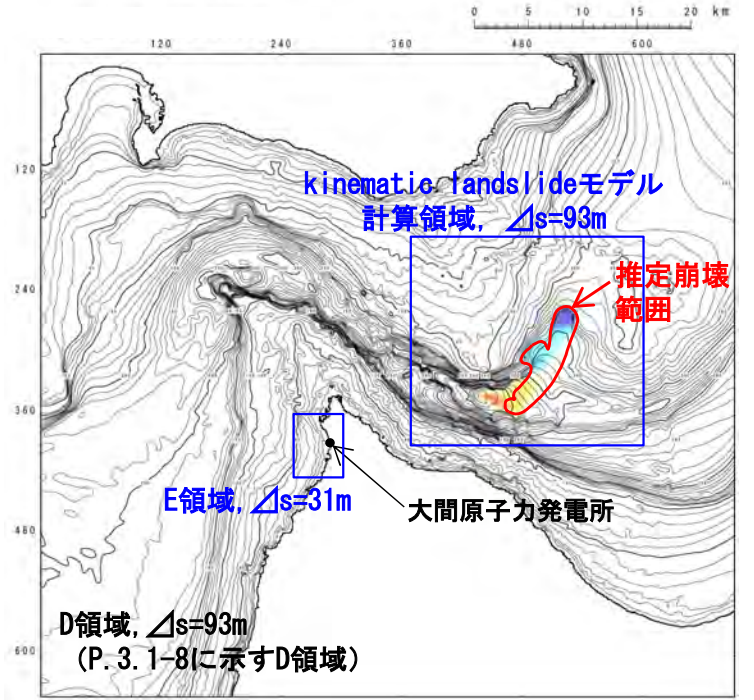 0 5 10 15 20 km
120 240 360 480 600
120
kinematic landslideモデル
計算領域, ⊿s=93m
240
推定崩壊
範囲
360
E領域, ⊿s=31m
大間原子力発電所
480
D領域, ⊿s=93m
600
(P.3.1-8に示すD領域)